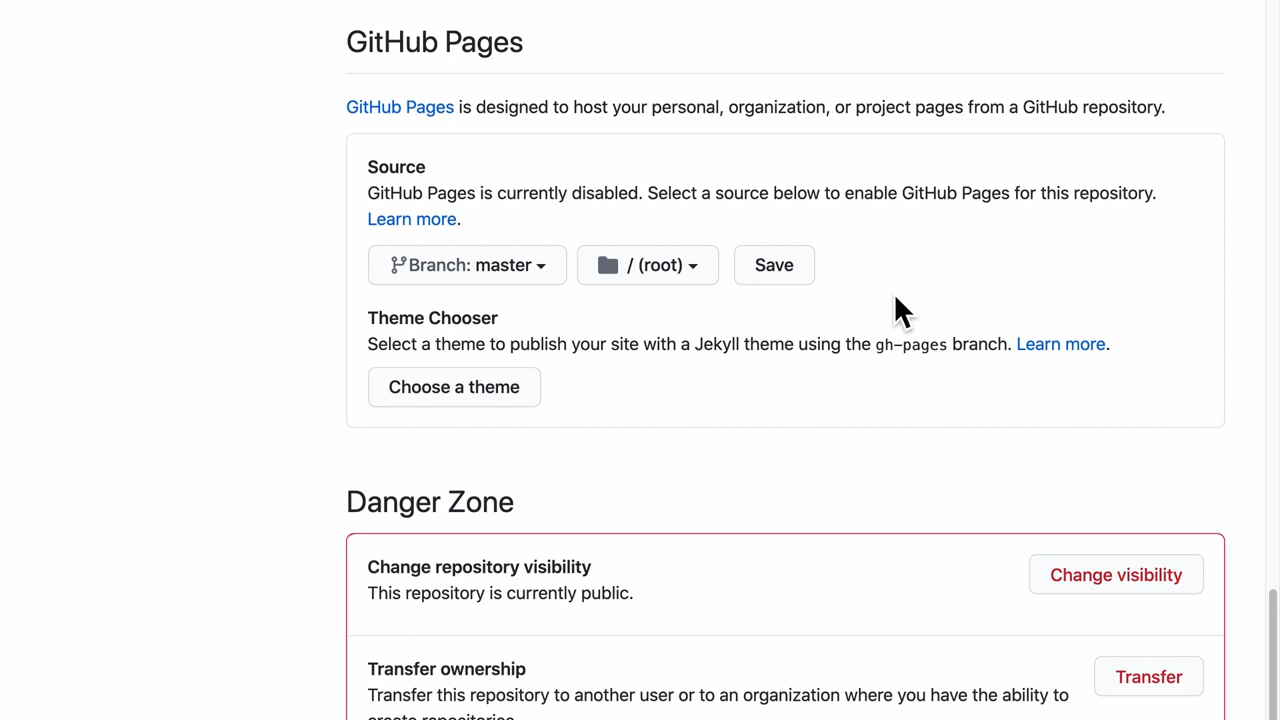 GitHub Pages
GitHub Pages is designed to host your personal, organization, or project pages from a GitHub repository.
Source
GitHub Pages is currently disabled. Select a source below to enable GitHub Pages for this repository.
Learn more.
Branch: master
/ (root)
Save
Theme Chooser
Select a theme to publish your site with a Jekyll theme using the gh-pages branch. Learn more.
Choose a theme
Danger Zone
Change repository visibility
This repository is currently public.
Change visibility
Transfer ownership
Transfer this repository to another user or to an organization where you have the ability to
create repositories.
Transfer